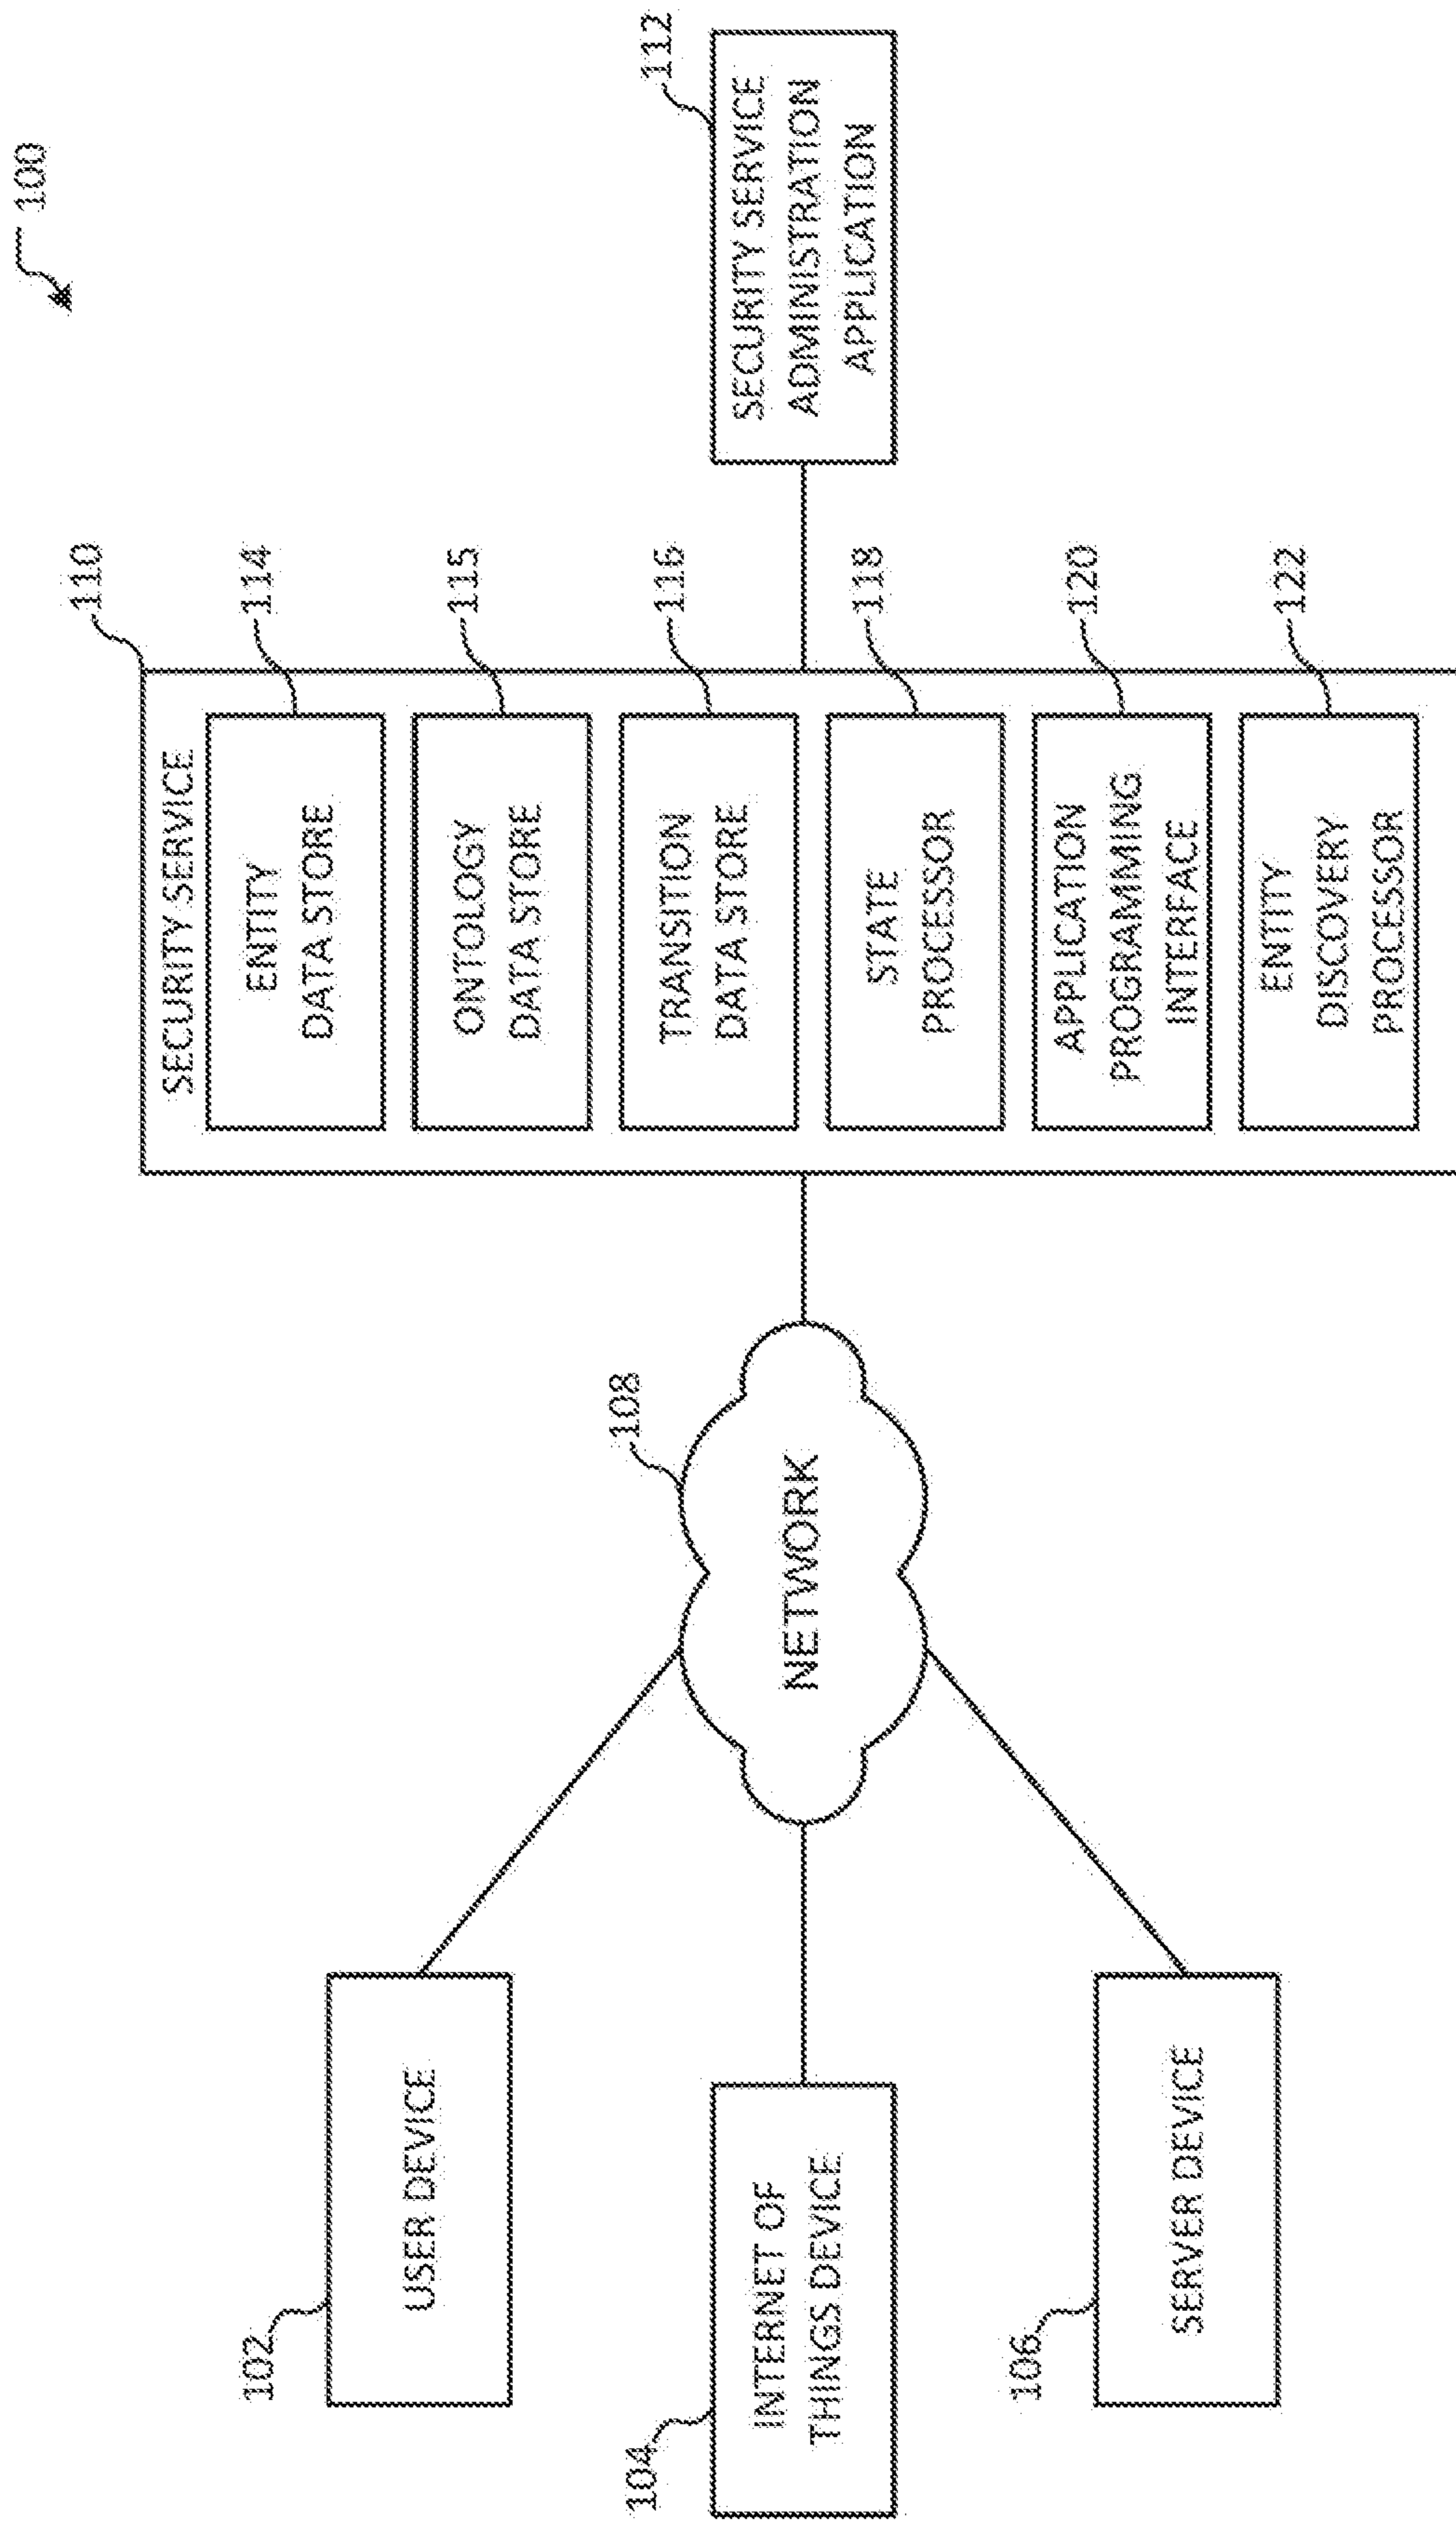 100
102
USER DEVICE
104
INTERNET OF
THINGS DEVICE
106
SERVER DEVICE
108
NETWORK
110
SECURITY SERVICE
ENTITY
DATA STORE
114
ONTOLOGY
DATA STORE
115
TRANSITION
DATA STORE
116
STATE
PROCESSOR
118
APPLICATION
PROGRAMMING
INTERFACE
120
ENTITY
DISCOVERY
PROCESSOR
122
112
SECURITY SERVICE
ADMINISTRATION
APPLICATION